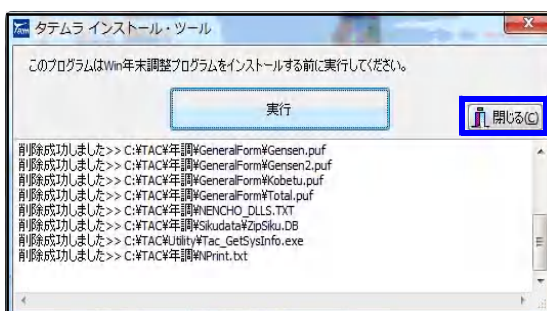 タテムラ インストール・ツール
このプログラムはWin年末調整プログラムをインストールする前に実行してください。
実行
閉じる(C)
削除成功しました>> C:¥TAC¥年調¥GeneralForm¥Gensen.puf
削除成功しました>> C:¥TAC¥年調¥GeneralForm¥Gensen2.puf
削除成功しました>> C:¥TAC¥年調¥GeneralForm¥Kobetu.puf
削除成功しました>> C:¥TAC¥年調¥GeneralForm¥Total.puf
削除成功しました>> C:¥TAC¥年調¥NENCHO_DLLS.TXT
削除成功しました>> C:¥TAC¥年調¥Sikudata¥ZipSiku.DB
削除成功しました>> C:¥TAC¥Utility¥Tac_GetSysInfo.exe
削除成功しました>> C:¥TAC¥年調¥NPrint.txt